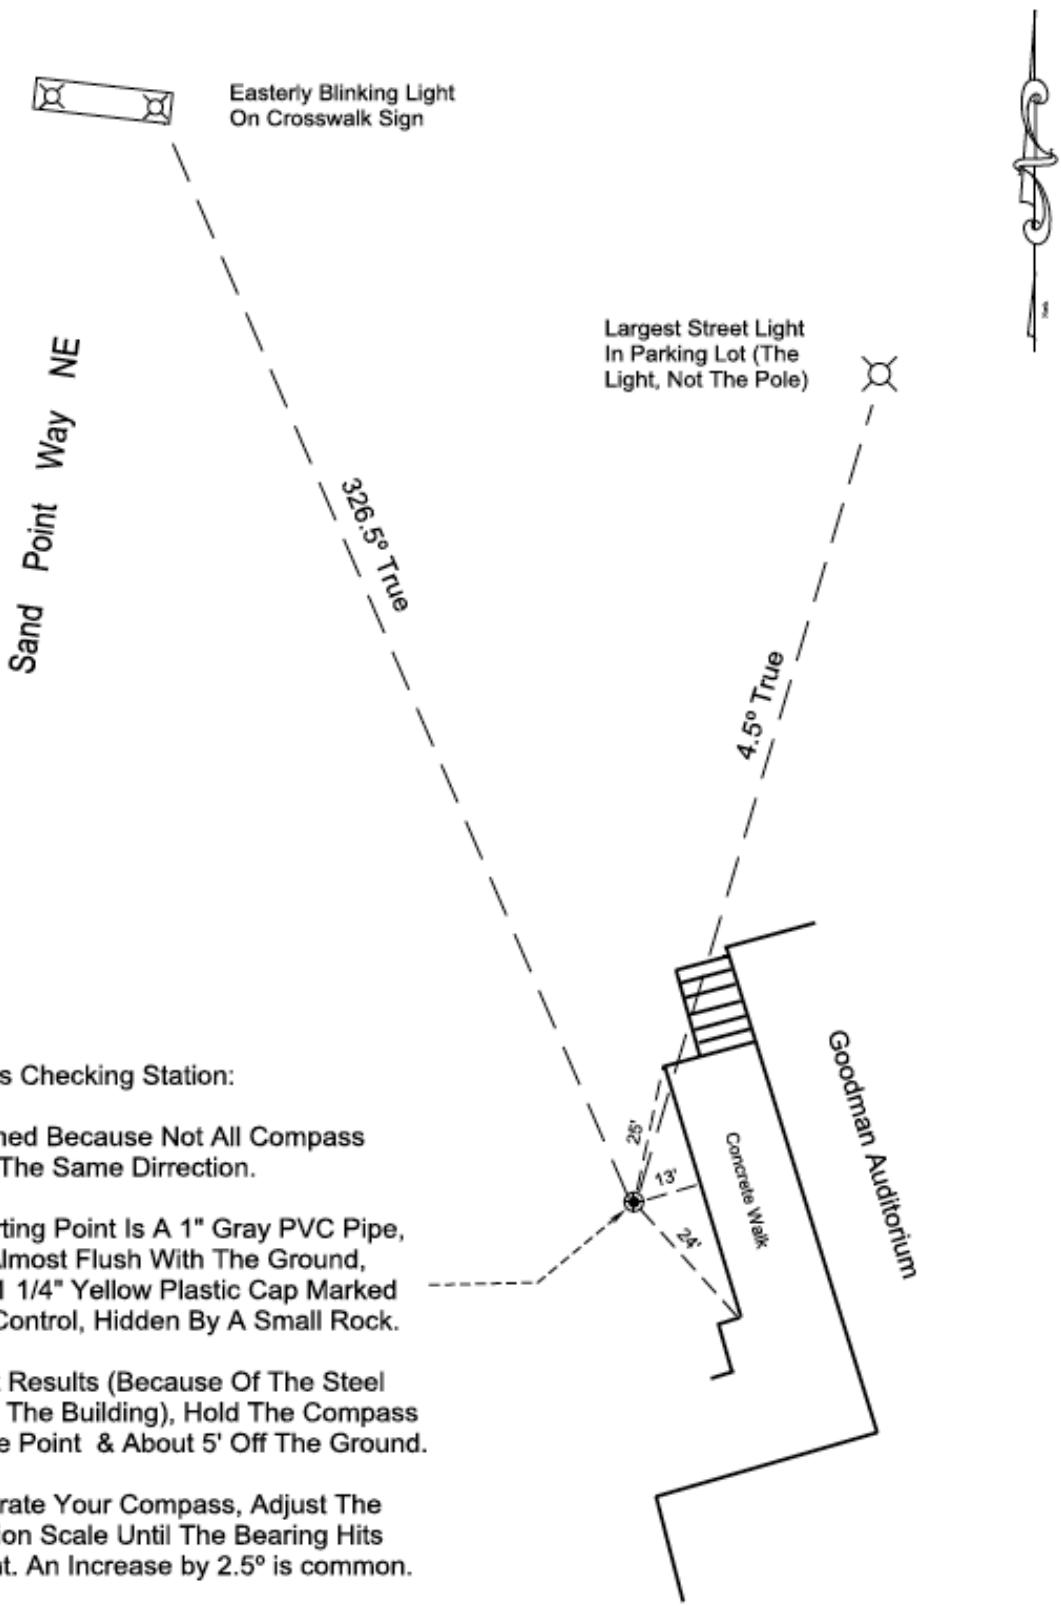 Easterly Blinking Light
On Crosswalk Sign
Largest Street Light
In Parking Lot (The
Light, Not The Pole)
Sand Point Way NE
326.5º True
4.5º True
25'
13'
24'
Concrete Walk
Goodman Auditorium
s Checking Station:
ned Because Not All Compass
The Same Dirrection.
rting Point Is A 1" Gray PVC Pipe,
Almost Flush With The Ground,
1 1/4" Yellow Plastic Cap Marked
Control, Hidden By A Small Rock.
t Results (Because Of The Steel
The Building), Hold The Compass
e Point & About 5' Off The Ground.
rate Your Compass, Adjust The
ion Scale Until The Bearing Hits
nt. An Increase by 2.5º is common.